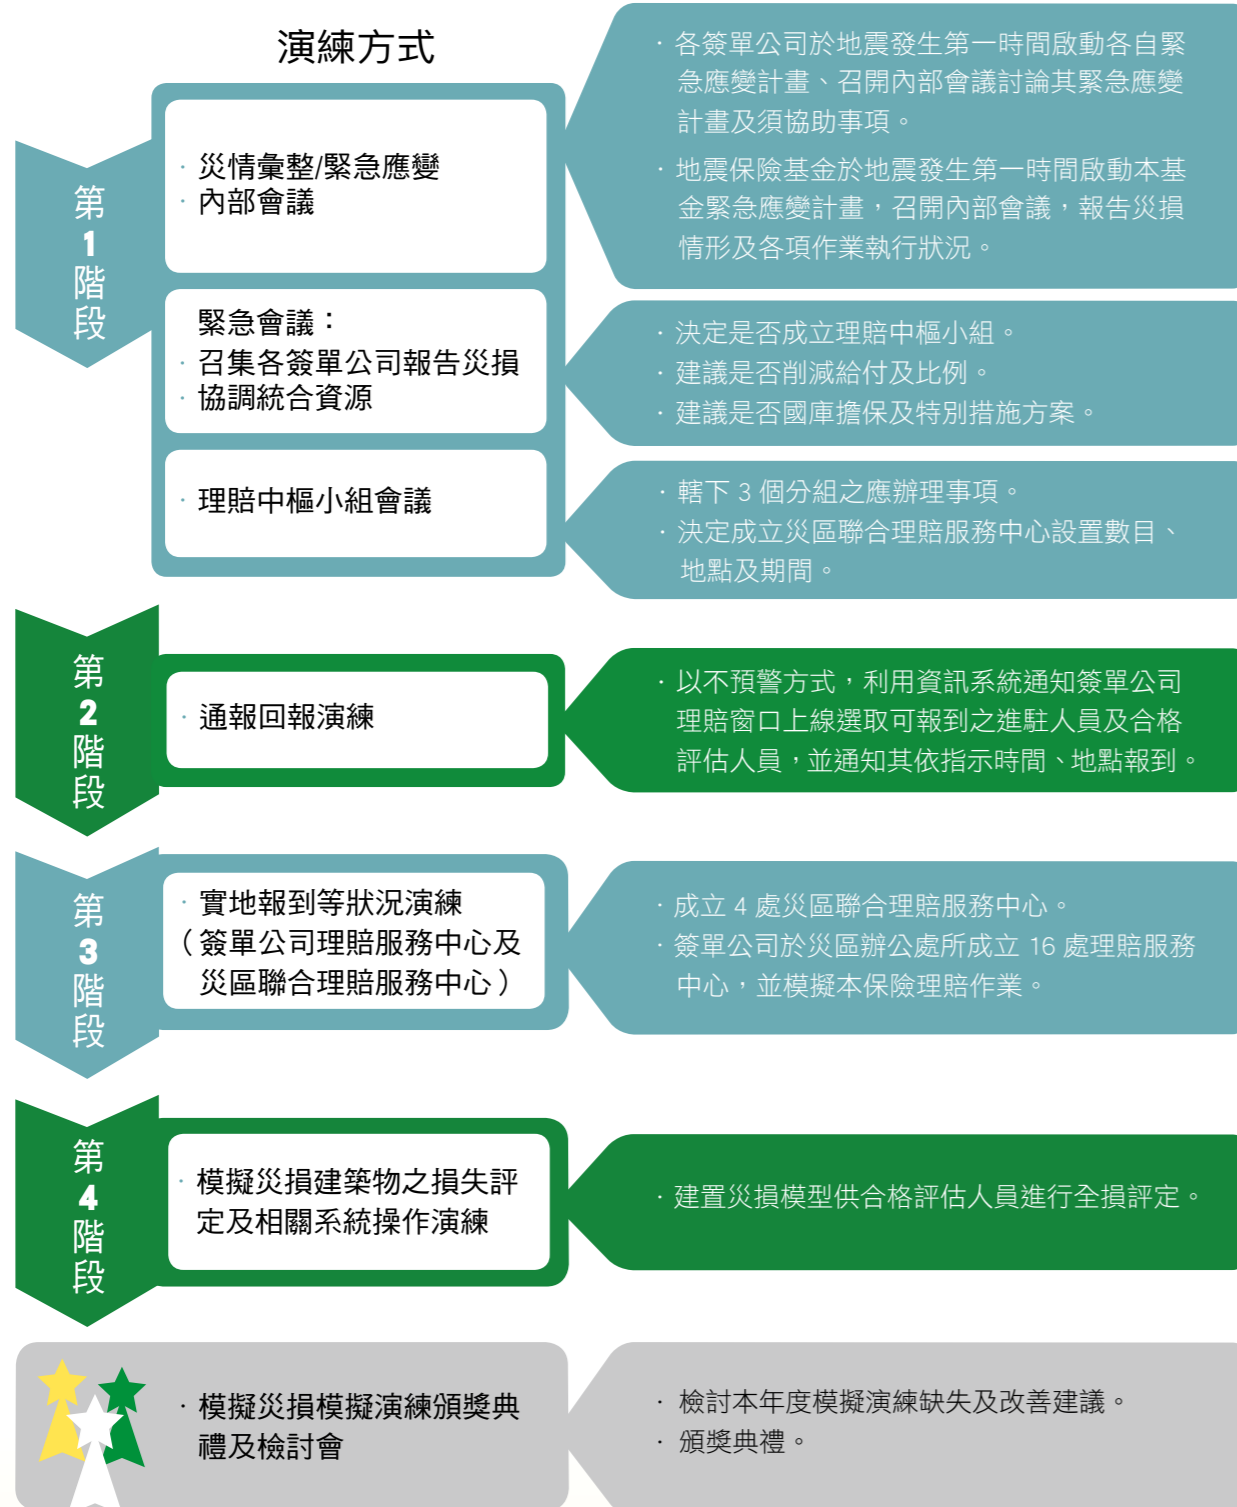 演練方式
第1階段
· 災情彙整/緊急應變
· 內部會議
· 各簽單公司於地震發生第一時間啟動各自緊
急應變計畫、召開內部會議討論其緊急應變
計畫及須協助事項。
· 地震保險基金於地震發生第一時間啟動本基
金緊急應變計畫，召開內部會議，報告災損
情形及各項作業執行狀況。
緊急會議：
· 召集各簽單公司報告災損
· 協調統合資源
· 決定是否成立理賠中樞小組。
· 建議是否削減給付及比例。
· 建議是否國庫擔保及特別措施方案。
· 理賠中樞小組會議
· 轄下 3 個分組之應辦理事項。
· 決定成立災區聯合理賠服務中心設置數目、
地點及期間。
第2階段
· 通報回報演練
· 以不預警方式，利用資訊系統通知簽單公司
理賠窗口上線選取可報到之進駐人員及合格
評估人員，並通知其依指示時間、地點報到。
第3階段
· 實地報到等狀況演練
（簽單公司理賠服務中心及
災區聯合理賠服務中心）
· 成立 4 處災區聯合理賠服務中心。
· 簽單公司於災區辦公處所成立 16 處理賠服務
中心，並模擬本保險理賠作業。
第4階段
· 模擬災損建築物之損失評
定及相關系統操作演練
· 建置災損模型供合格評估人員進行全損評定。
· 模擬災損模擬演練頒獎典
禮及檢討會
· 檢討本年度模擬演練缺失及改善建議。
· 頒獎典禮。